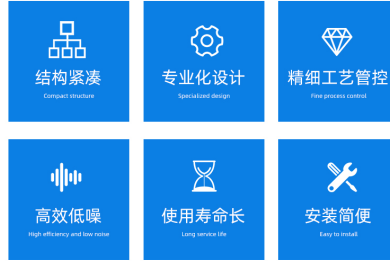 结构紧凑
Compact structure
专业化设计
Specialized design
精细工艺管控
Fine process control
高效低噪
High efficiency and low noise
使用寿命长
Long service life
安装简便
Easy to install